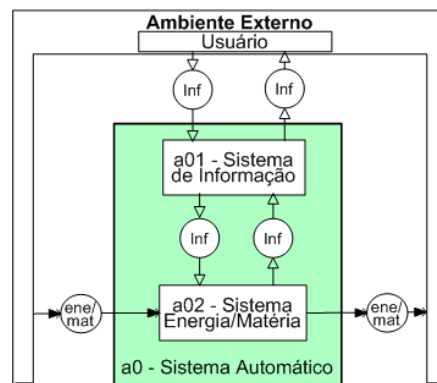 Ambiente Externo
Usuário
Inf
Inf
a01 - Sistema
de Informação
Inf
Inf
ene/
mat
a02 - Sistema
Energia/Matéria
ene/
mat
a0 - Sistema Automático